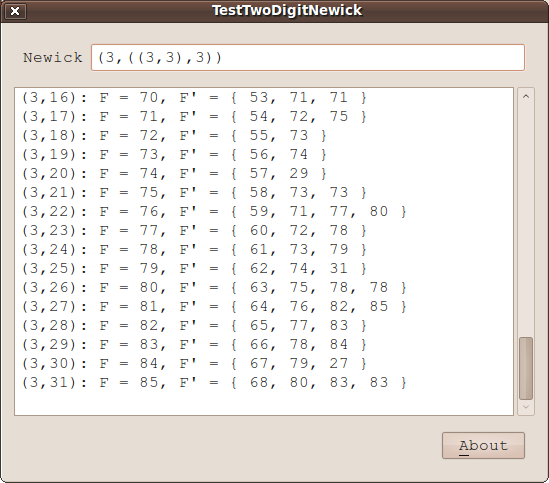 TestTwoDigitNewick
Newick (3,((3,3),3))
(3,16): F = 70, F' = { 53, 71, 71 }
(3,17): F = 71, F' = { 54, 72, 75 }
(3,18): F = 72, F' = { 55, 73 }
(3,19): F = 73, F' = { 56, 74 }
(3,20): F = 74, F' = { 57, 29 }
(3,21): F = 75, F' = { 58, 73, 73 }
(3,22): F = 76, F' = { 59, 71, 77, 80 }
(3,23): F = 77, F' = { 60, 72, 78 }
(3,24): F = 78, F' = { 61, 73, 79 }
(3,25): F = 79, F' = { 62, 74, 31 }
(3,26): F = 80, F' = { 63, 75, 78, 78 }
(3,27): F = 81, F' = { 64, 76, 82, 85 }
(3,28): F = 82, F' = { 65, 77, 83 }
(3,29): F = 83, F' = { 66, 78, 84 }
(3,30): F = 84, F' = { 67, 79, 27 }
(3,31): F = 85, F' = { 68, 80, 83, 83 }
About